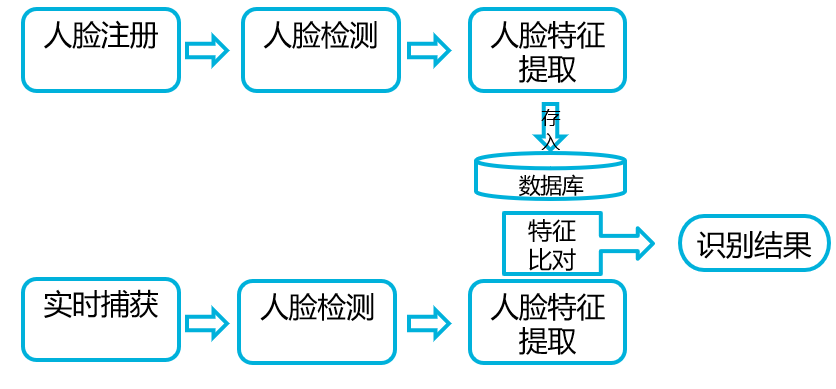 人脸注册
人脸检测
人脸特征
提取
存
入
数据库
特征
比对
识别结果
实时捕获
人脸检测
人脸特征
提取